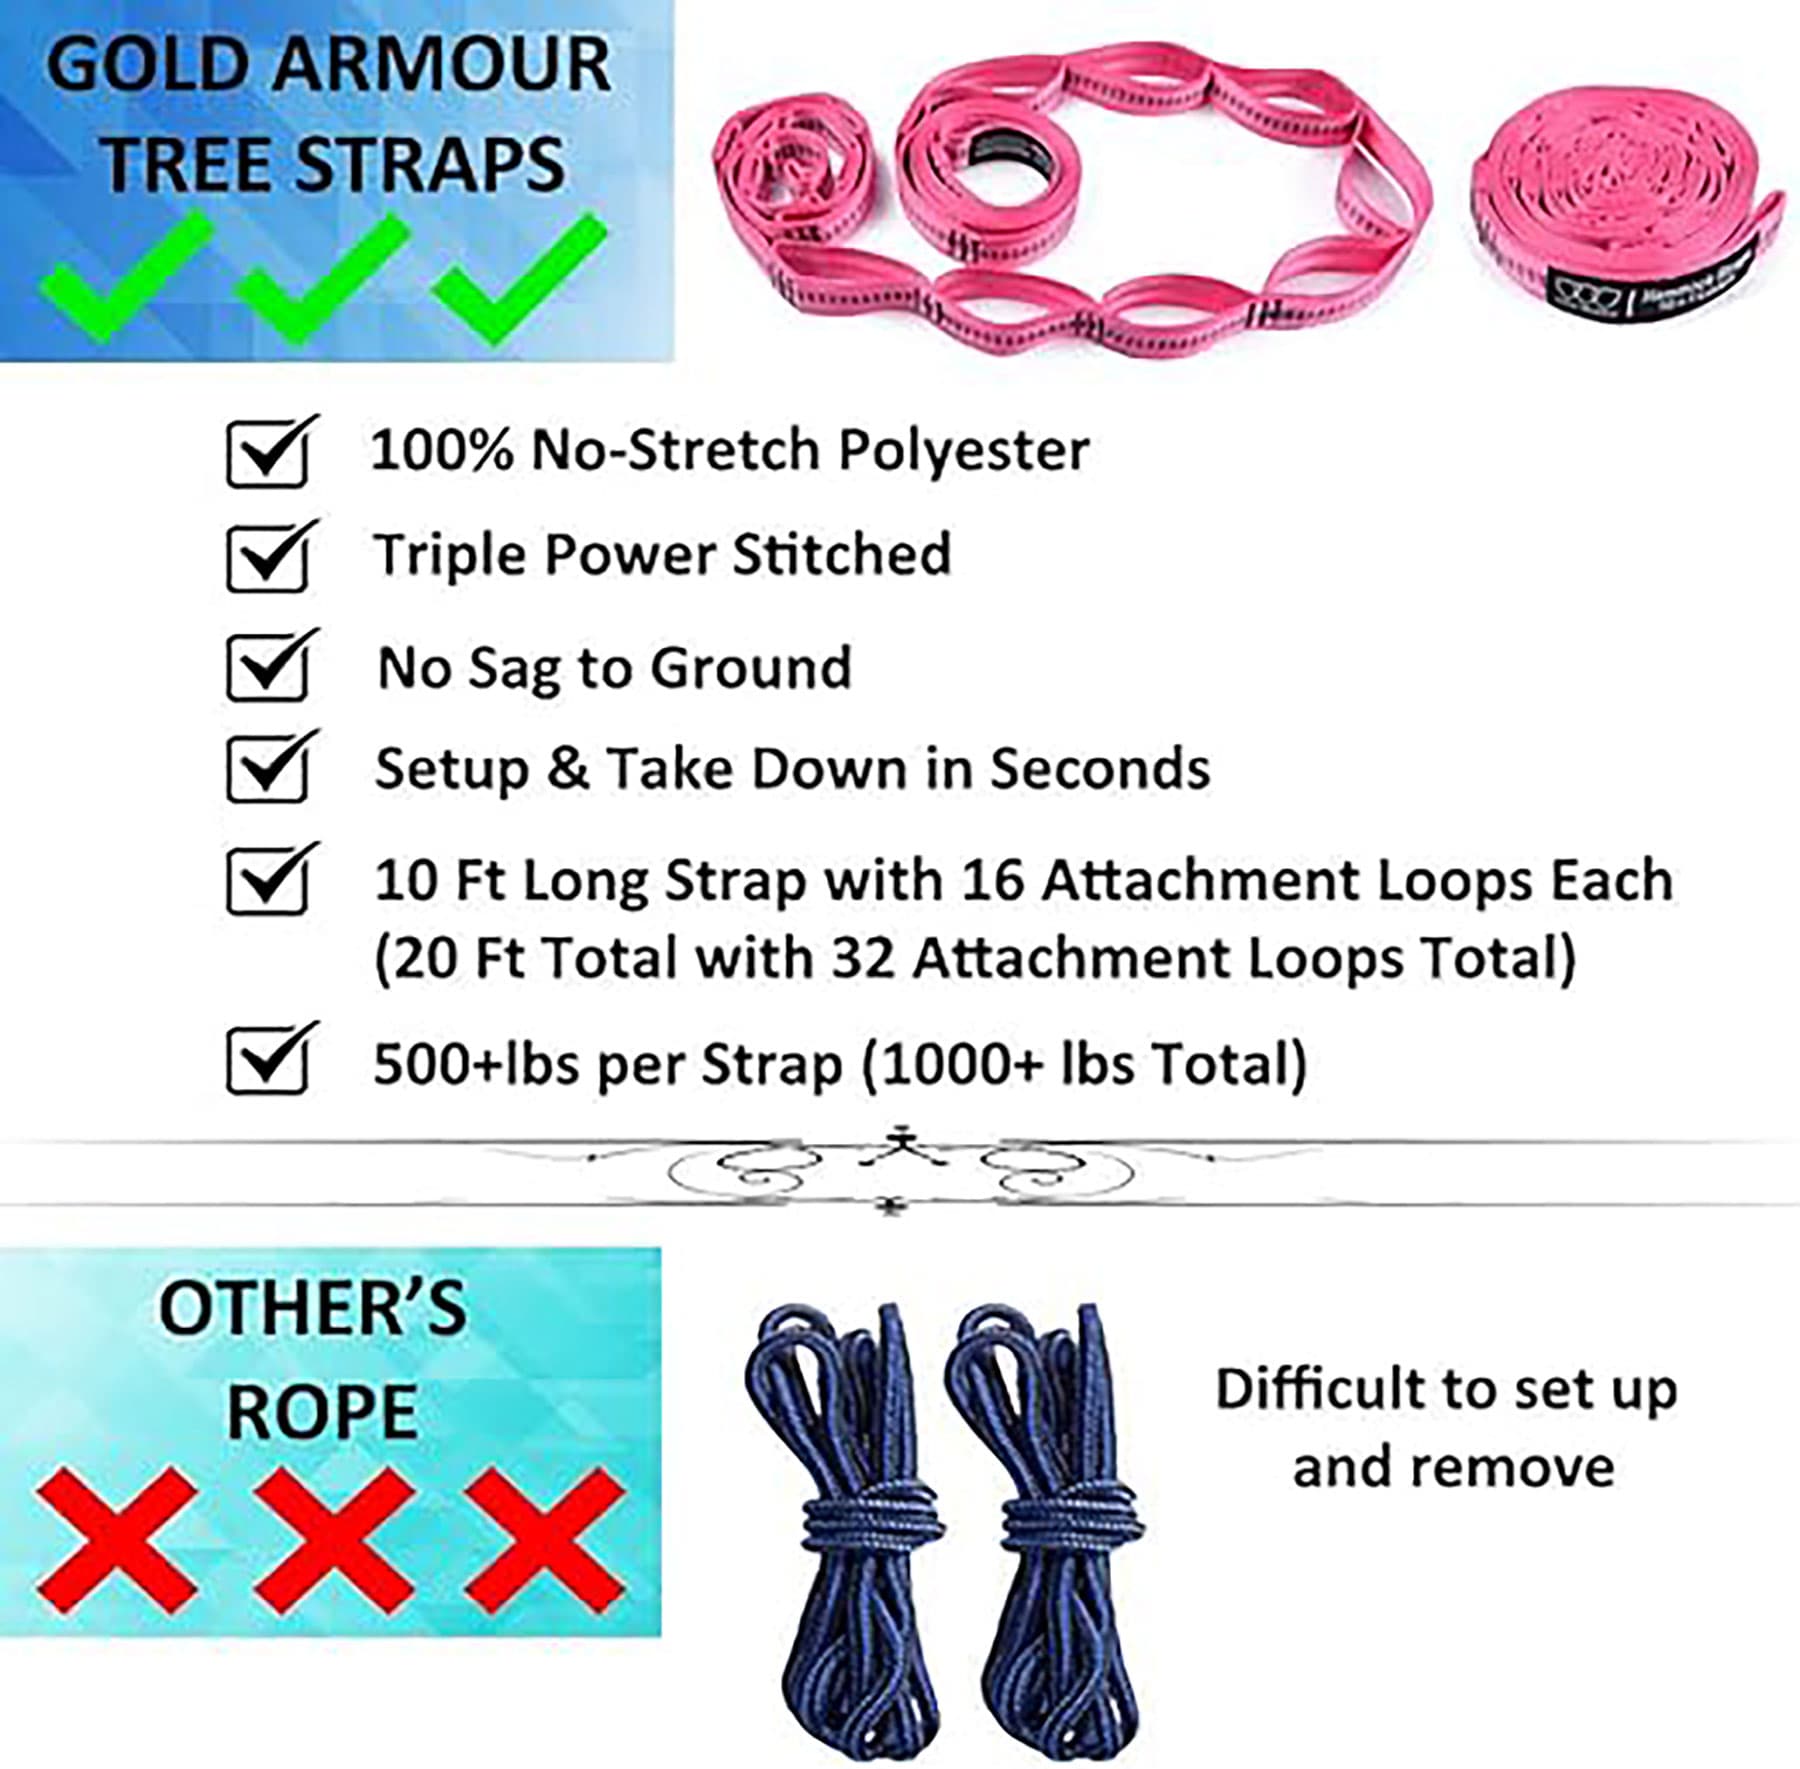 GOLD ARMOUR
TREE STRAPS
100% No-Stretch Polyester
Triple Power Stitched
No Sag to Ground
Setup & Take Down in Seconds
10 Ft Long Strap with 16 Attachment Loops Each
(20 Ft Total with 32 Attachment Loops Total)
500+lbs per Strap (1000+ lbs Total)
OTHER’S
ROPE
Difficult to set up
and remove